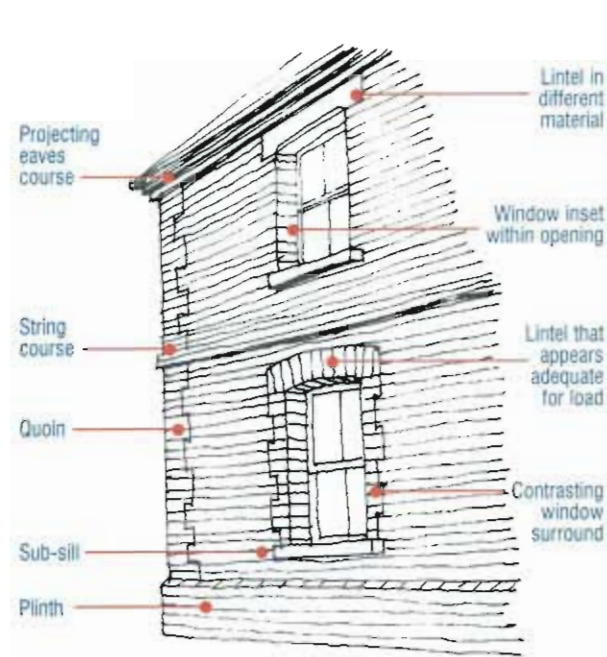 Projecting
eaves
course
String
course
Quoin
Sub-sill
Plinth
Lintel in
different
material
Window inset
within opening
Lintel that
appears
adequate
for load
Contrasting
window
surround